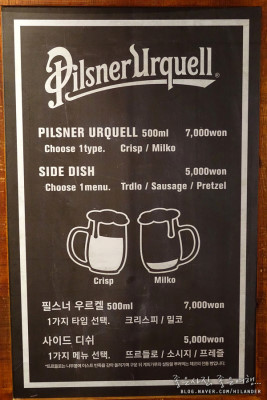 Pilsner Urquell®
PILSNER URQUELL 500ml 7,000won
Choose 1type. Crisp / Milko
SIDE DISH 5,000won
Choose 1menu. Trdlo / Sausage / Pretzel
Crisp Milko
필스너 우르켈 500ml 7,000won
1가지 타입 선택. 크리스피 / 밀코
사이드 디쉬 5,000won
1가지 메뉴 선택. 뜨르들로 / 소시지 / 프레즐
BLOG.NAVER.COM/HILANDER